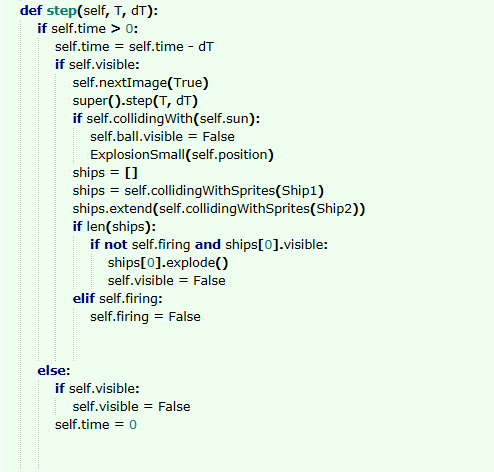 def step(self, T, dT):
    if self.time > 0:
        self.time = self.time - dT
        if self.visible:
            self.nextImage(True)
            super().step(T, dT)
            if self.collidingWith(self.sun):
                self.ball.visible = False
                ExplosionSmall(self.position)
            ships = []
            ships = self.collidingWithSprites(Ship1)
            ships.extend(self.collidingWithSprites(Ship2))
            if len(ships):
                if not self.firing and ships[0].visible:
                    ships[0].explode()
                    self.visible = False
            elif self.firing:
                self.firing = False
    else:
        if self.visible:
            self.visible = False
        self.time = 0